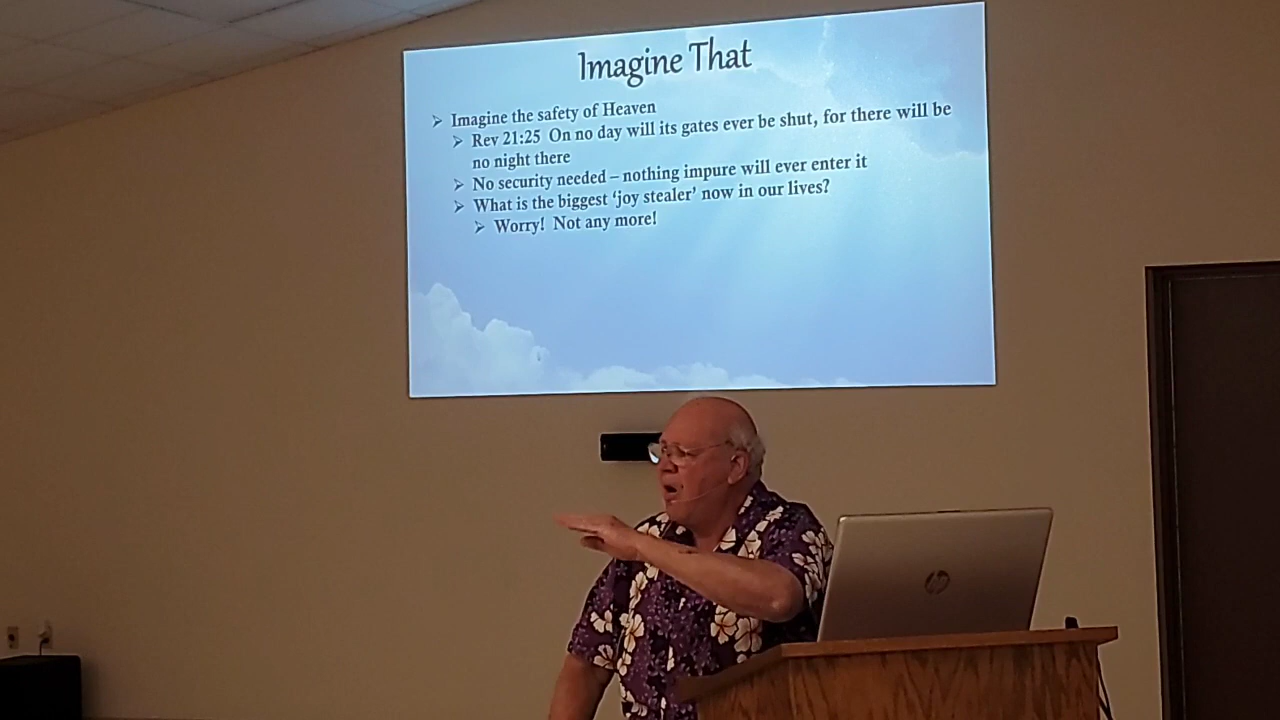 Imagine That
➢ Imagine the safety of Heaven
➢ Rev 21:25 On no day will its gates ever be shut, for there will be
no night there
➢ No security needed – nothing impure will ever enter it
➢ What is the biggest ‘joy stealer’ now in our lives?
➢ Worry! Not any more!
hp